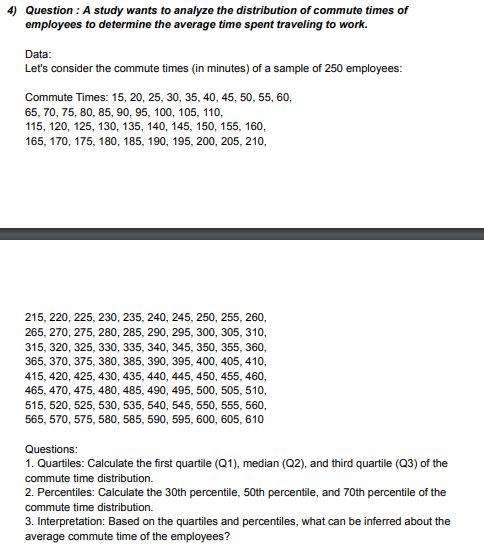 4) Question : A study wants to analyze the distribution of commute times of
employees to determine the average time spent traveling to work.
Data:
Let's consider the commute times (in minutes) of a sample of 250 employees:
Commute Times: 15, 20, 25, 30, 35, 40, 45, 50, 55, 60,
65, 70, 75, 80, 85, 90, 95, 100, 105, 110,
115, 120, 125, 130, 135, 140, 145, 150, 155, 160,
165, 170, 175, 180, 185, 190, 195, 200, 205, 210,
215, 220, 225, 230, 235, 240, 245, 250, 255, 260,
265, 270, 275, 280, 285, 290, 295, 300, 305, 310,
315, 320, 325, 330, 335, 340, 345, 350, 355, 360,
365, 370, 375, 380, 385, 390, 395, 400, 405, 410,
415, 420, 425, 430, 435, 440, 445, 450, 455, 460,
465, 470, 475, 480, 485, 490, 495, 500, 505, 510,
515, 520, 525, 530, 535, 540, 545, 550, 555, 560,
565, 570, 575, 580, 585, 590, 595, 600, 605, 610
Questions:
1. Quartiles: Calculate the first quartile (Q1), median (Q2), and third quartile (Q3) of the
commute time distribution.
2. Percentiles: Calculate the 30th percentile, 50th percentile, and 70th percentile of the
commute time distribution.
3. Interpretation: Based on the quartiles and percentiles, what can be inferred about the
average commute time of the employees?